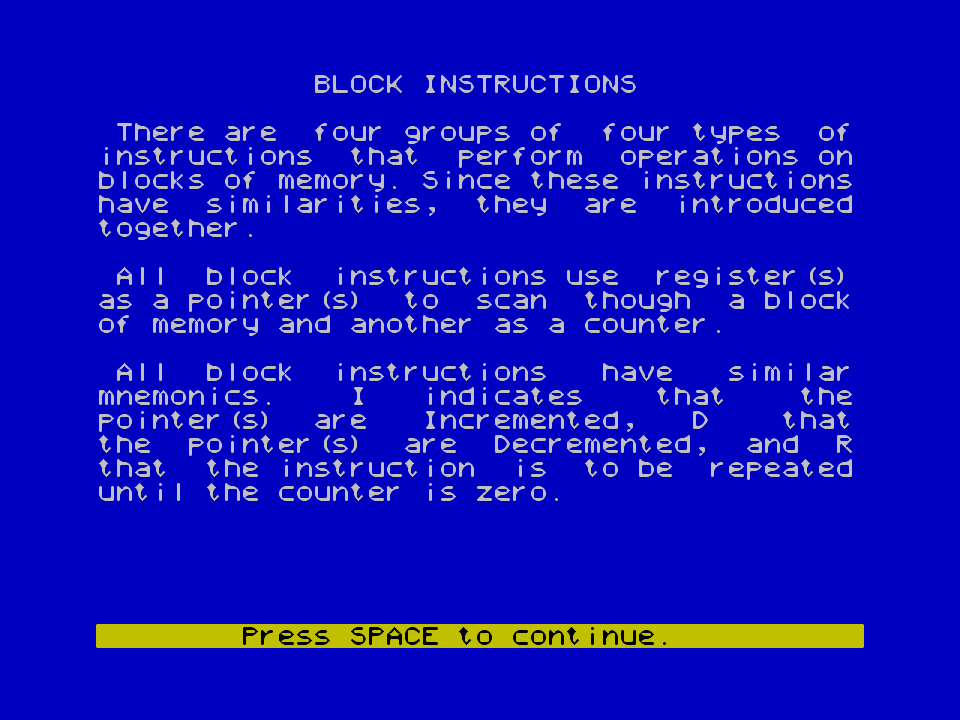 BLOCK INSTRUCTIONS
There are four groups of four types of
instructions that perform operations on
blocks of memory. Since these instructions
have similarities, they are introduced
together.
All block instructions use register(s)
as a pointer(s) to scan though a block
of memory and another as a counter.
All block instructions have similar
mnemonics. I indicates that the
pointer(s) are Incremented, D that
the pointer(s) are Decremented, and R
that the instruction is to be repeated
until the counter is zero.
Press SPACE to continue.